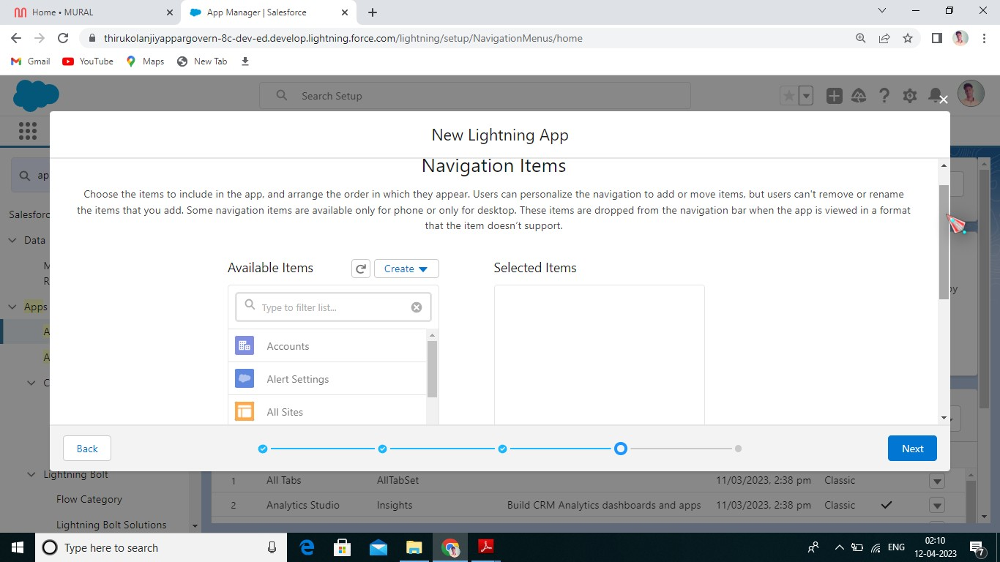 Home • MURAL
App Manager | Salesforce
thirukolanjiyappargovern-8c-dev-ed.develop.lightning.force.com/lightning/setup/NavigationMenus/home
Gmail
YouTube
Maps
New Tab
Search Setup
New Lightning App
ap
Navigation Items
Choose the items to include in the app, and arrange the order in which they appear. Users can personalize the navigation to add or move items, but users can't remove or rename
the items that you add. Some navigation items are available only for phone or only for desktop. These items are dropped from the navigation bar when the app is viewed in a format
that the item doesn't support.
Salesforc
Data
M
R
Apps
A
A
C
Available Items
Create
Selected Items
Type to filter list...
Accounts
Alert Settings
All Sites
by
Back
Next
Lightning Bolt
Flow Category
Lightning Bolt Solutions
1 All Tabs AllTabSet 11/03/2023, 2:38 pm Classic
2 Analytics Studio Insights Build CRM Analytics dashboards and apps 11/03/2023, 2:38 pm Classic
Type here to search
ENG
02:10
12-04-2023
7